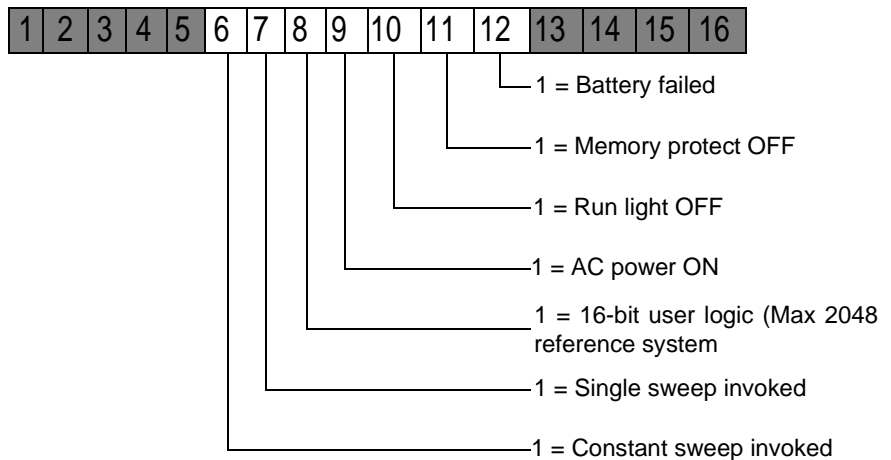 1 2 3 4 5 6 7 8 9 10 11 12 13 14 15 16
1 = Battery failed
1 = Memory protect OFF
1 = Run light OFF
1 = AC power ON
1 = 16-bit user logic (Max 2048
reference system
1 = Single sweep invoked
1 = Constant sweep invoked